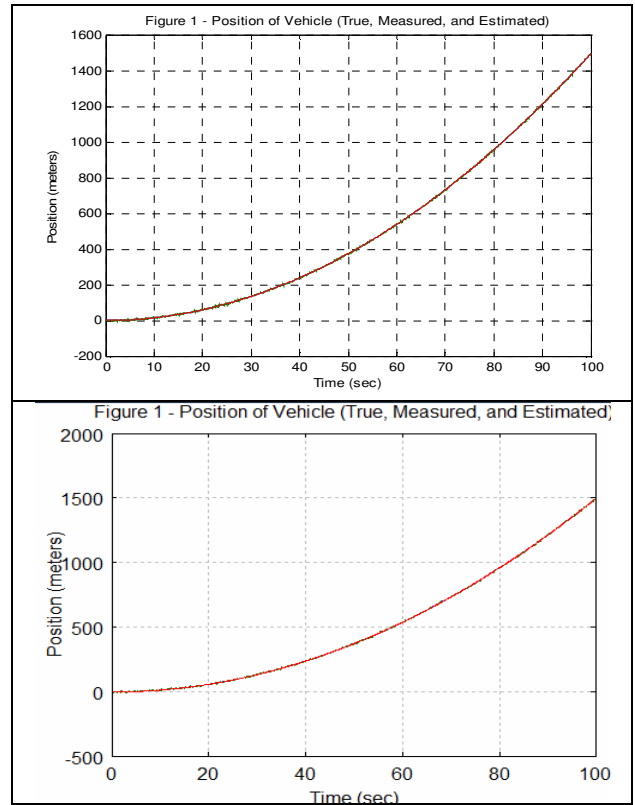 Figure 1 - Position of Vehicle (True, Measured, and Estimated)
1600
1400
1200
1000
800
600
400
200
0
-200
Position (meters)
0 10 20 30 40 50 60 70 80 90 100
Time (sec)
Figure 1 - Position of Vehicle (True, Measured, and Estimated)
2000
1500
1000
500
0
-500
Position (meters)
0 20 40 60 80 100
Time (sec)